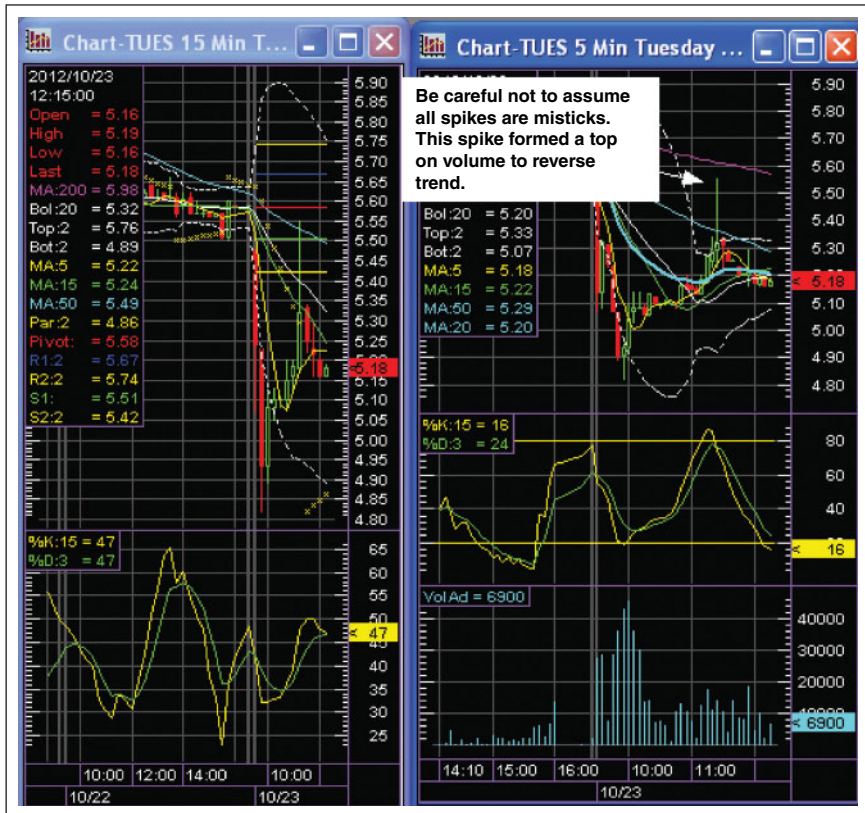 Chart-TUES 15 Min T...
2012/10/23
12:15:00
Open = 5.16
High = 5.19
Low = 5.16
Last = 5.18
MA:200 = 5.98
Bol:20 = 5.32
Top:2 = 5.76
Bot:2 = 4.89
MA:5 = 5.22
MA:15 = 5.24
MA:50 = 5.49
Par:2 = 4.86
Pivot: = 5.58
R1:2 = 5.67
R2:2 = 5.74
S1: = 5.51
S2:2 = 5.42
5.90
5.85
5.80
5.75
5.70
5.65
5.60
5.55
5.50
5.45
5.40
5.35
5.30
5.25
5.18
5.15
5.10
5.05
5.00
4.95
4.90
4.85
4.80
%K:15 = 47
%D:3 = 47
65
60
55
50
47
40
35
30
25
10:00 12:00 14:00 10:00
10/22 10/23
Chart-TUES 5 Min Tuesday ...
Be careful not to assume
all spikes are misticks.
This spike formed a top
on volume to reverse
trend.
Bol:20 = 5.20
Top:2 = 5.33
Bot:2 = 5.07
MA:5 = 5.18
MA:15 = 5.22
MA:50 = 5.29
MA:20 = 5.20
5.90
5.80
5.70
5.60
5.50
5.40
5.30
5.18
5.10
5.00
4.90
4.80
%K:15 = 16
%D:3 = 24
80
60
40
16
Vol Ad = 6900
40000
30000
20000
6900
14:10 15:00 16:00 10:00 11:00
10/23